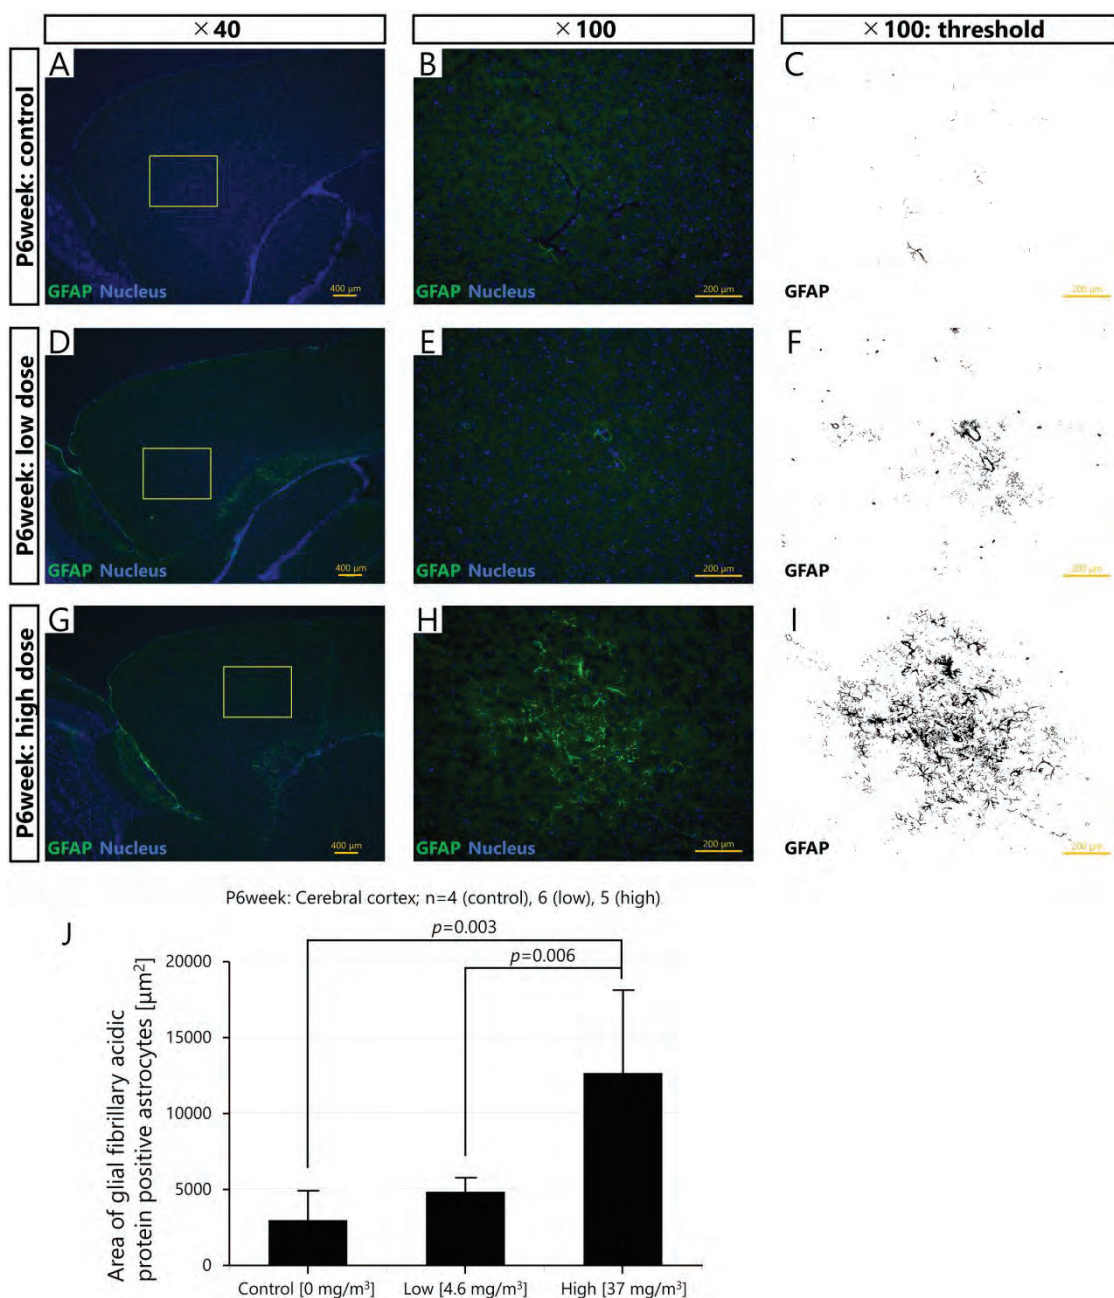 ×40
×100
×100: threshold
P6week: control
A
GFAP Nucleus
400 µm
B
200 µm
C
GFAP
200 µm
P6week: low dose
D
GFAP Nucleus
400 µm
E
200 µm
F
GFAP
200 µm
P6week: high dose
G
GFAP Nucleus
400 µm
H
GFAP Nucleus
200 µm
I
GFAP
200 µm
P6week: Cerebral cortex; n=4 (control), 6 (low), 5 (high)
J
p=0.003
p=0.006
Area of glial fibrillary acidic
protein positive astrocytes [µm²]
20000
15000
10000
5000
0
Control [0 mg/m³]
Low [4.6 mg/m³]
High [37 mg/m³]